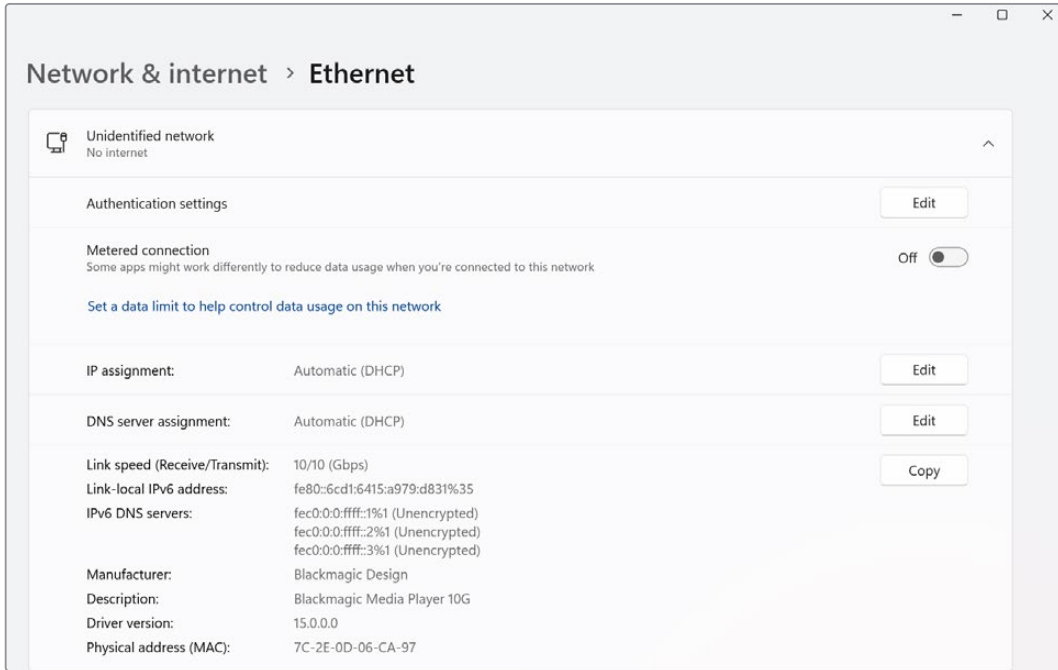 Network & internet > Ethernet
Unidentified network
No internet
Authentication settings Edit
Metered connection
Some apps might work differently to reduce data usage when you're connected to this network
Off
Set a data limit to help control data usage on this network
IP assignment: Automatic (DHCP) Edit
DNS server assignment: Automatic (DHCP) Edit
Link speed (Receive/Transmit): 10/10 (Gbps) Copy
Link-local IPv6 address: fe80::6cd1:6415:a979:d831%35
IPv6 DNS servers: fec0:0:0:ffff::1%1 (Unencrypted)
fec0:0:0:ffff::2%1 (Unencrypted)
fec0:0:0:ffff::3%1 (Unencrypted)
Manufacturer: Blackmagic Design
Description: Blackmagic Media Player 10G
Driver version: 15.0.0.0
Physical address (MAC): 7C-2E-0D-06-CA-97